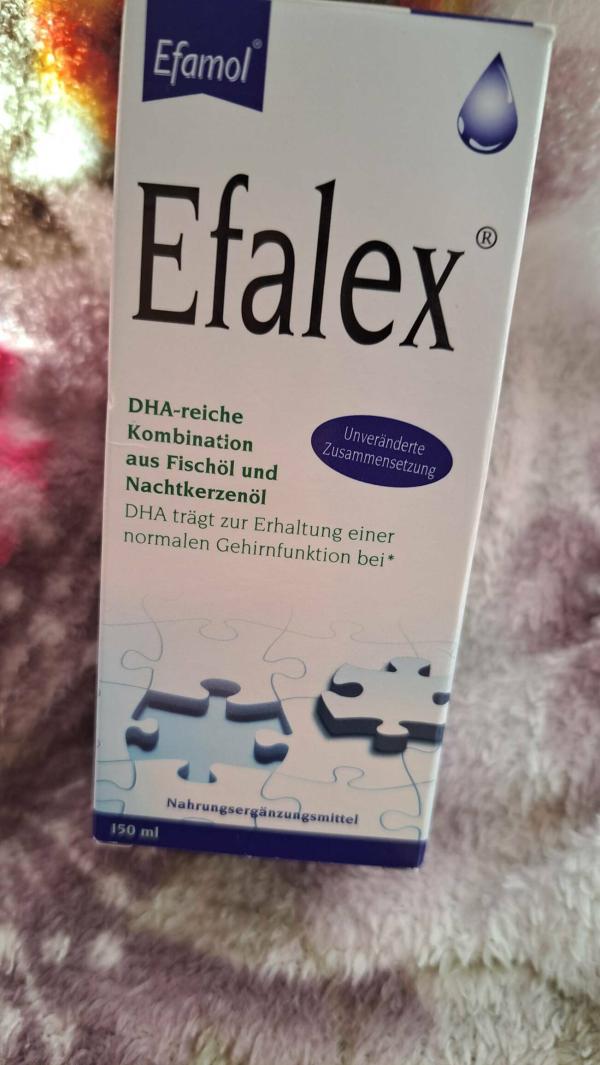 Efamol®
Efalex®
DHA-reiche
Kombination
aus Fischöl und
Nachtkerzenöl
Unveränderte
Zusammensetzung
DHA trägt zur Erhaltung einer
normalen Gehirnfunktion bei*
Nahrungsergänzungsmittel
150 ml